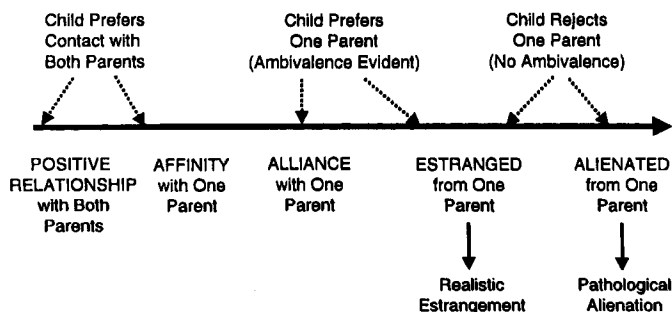 Child Prefers
Contact with
Both Parents
Child Prefers
One Parent
(Ambivalence Evident)
Child Rejects
One Parent
(No Ambivalence)
POSITIVE
RELATIONSHIP
with Both
Parents
AFFINITY
with One
Parent
ALLIANCE
with One
Parent
ESTRANGED
from One
Parent
ALIENATED
from One
Parent
Realistic
Estrangement
Pathological
Alienation